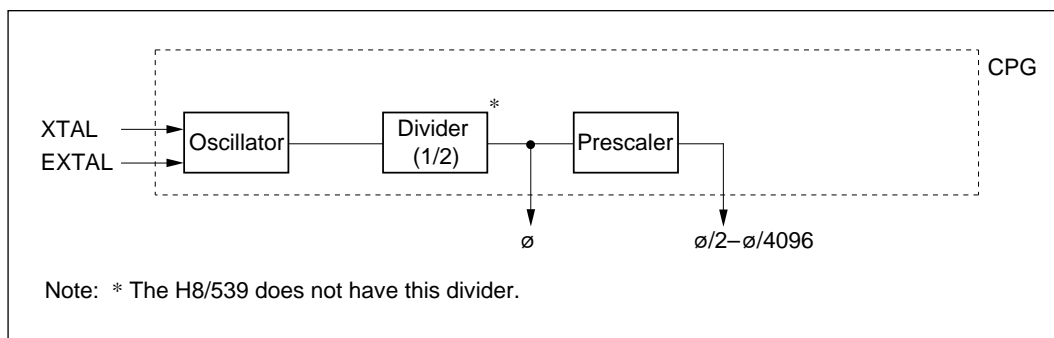 CPG
XTAL
EXTAL
Oscillator
Divider
(1/2)
*
Prescaler
ø
ø/2–ø/4096
Note: * The H8/539 does not have this divider.